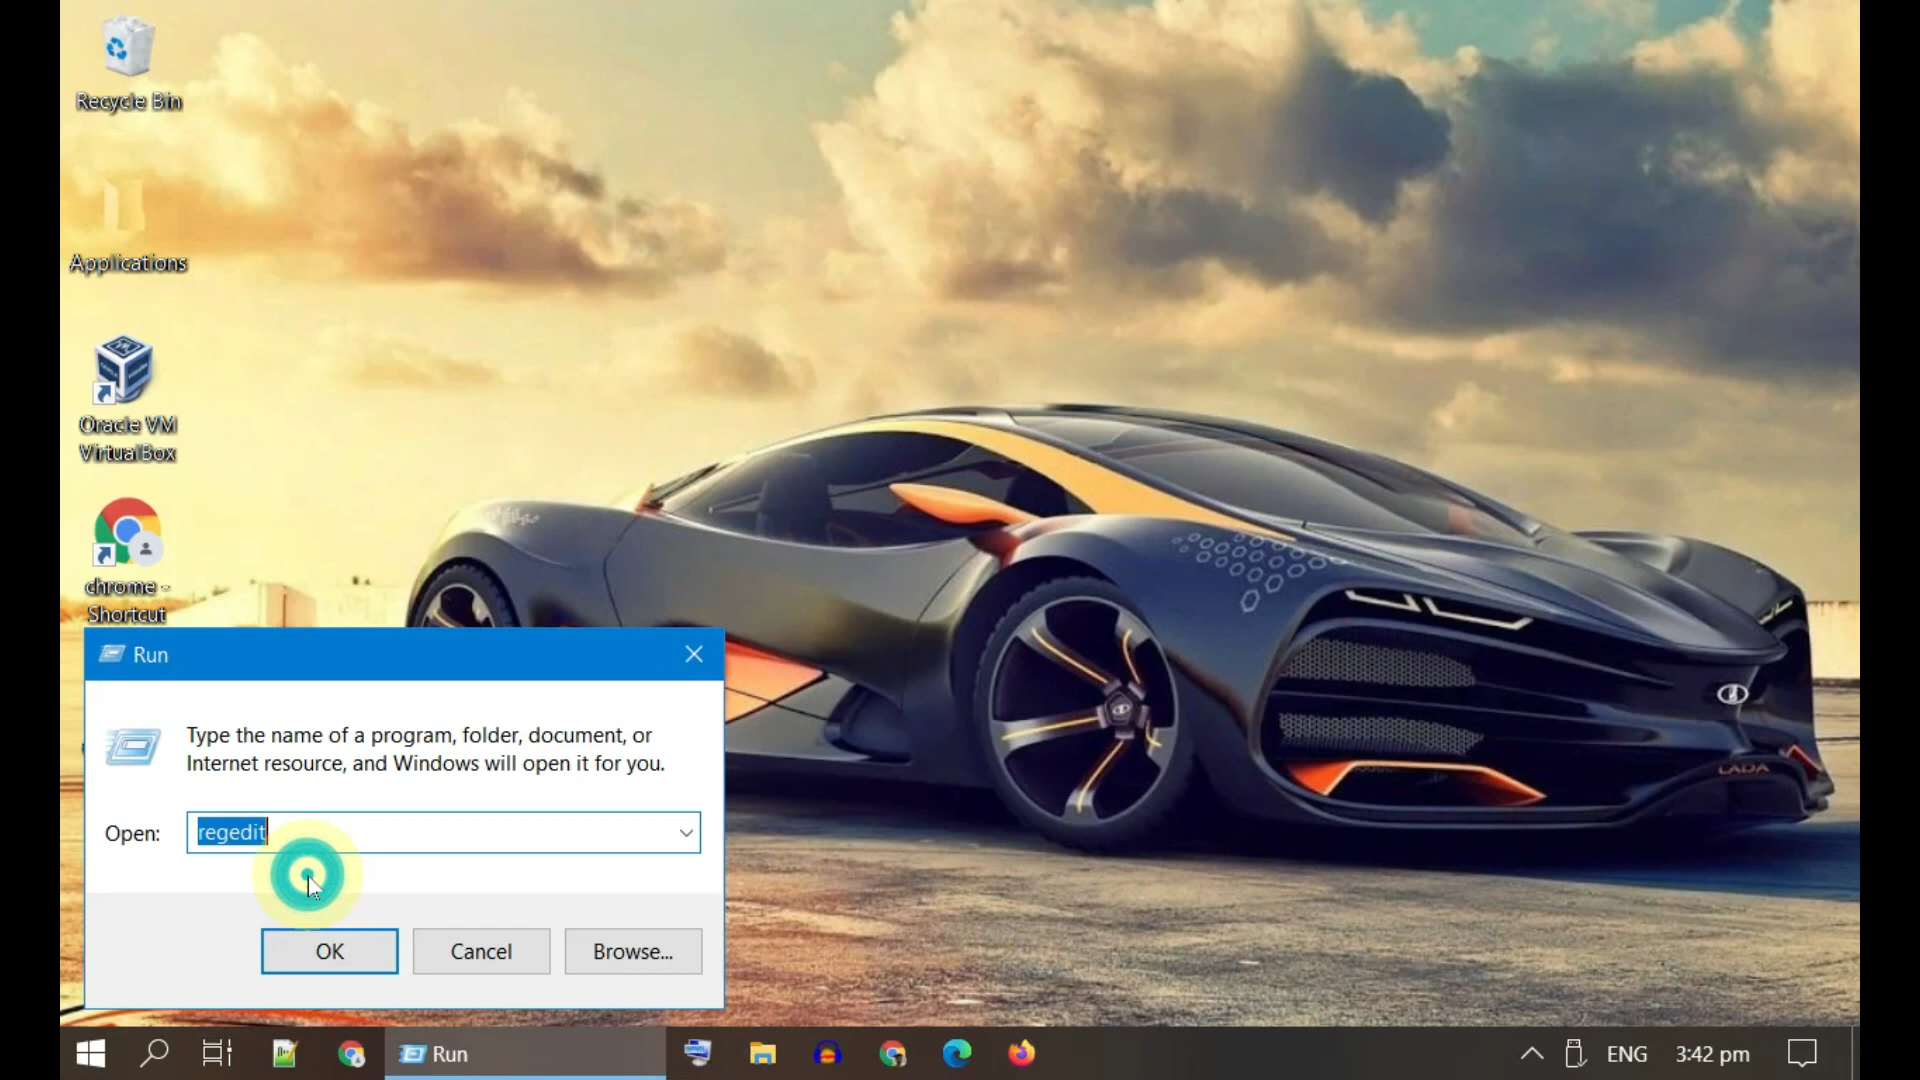 Recycle Bin
Applications
Oracle VM
VirtualBox
chrome -
Shortcut
Run
Type the name of a program, folder, document, or
Internet resource, and Windows will open it for you.
Open: regedit
OK Cancel Browse...
LADA
Run ENG 3:42 pm